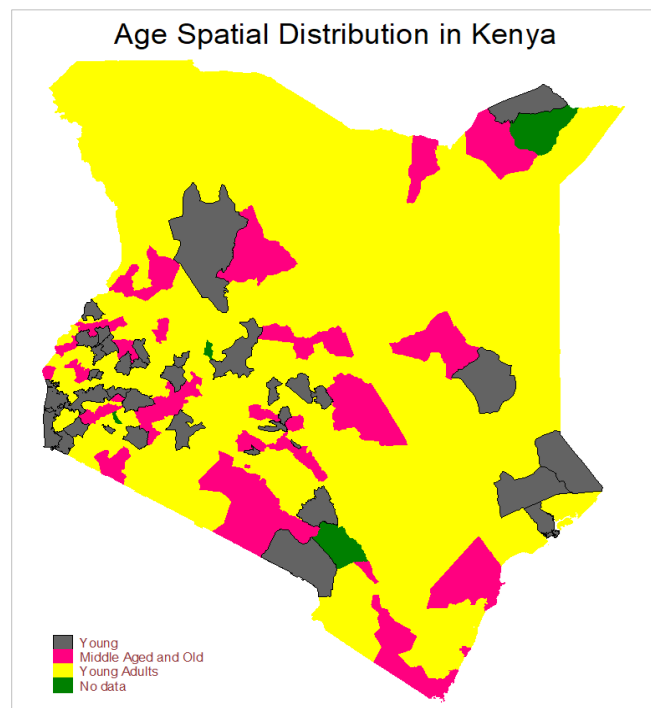 Age Spatial Distribution in Kenya
Young
Middle Aged and Old
Young Adults
No data